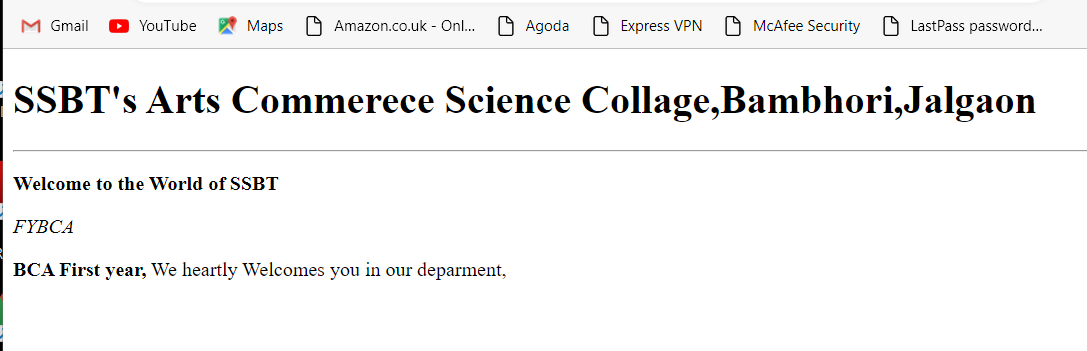 Gmail YouTube Maps Amazon.co.uk - Onl... Agoda Express VPN McAfee Security LastPass password...
SSBT's Arts Commerece Science Collage,Bambhori,Jalgaon
Welcome to the World of SSBT
FYBCA
BCA First year, We heartly Welcomes you in our deparment,